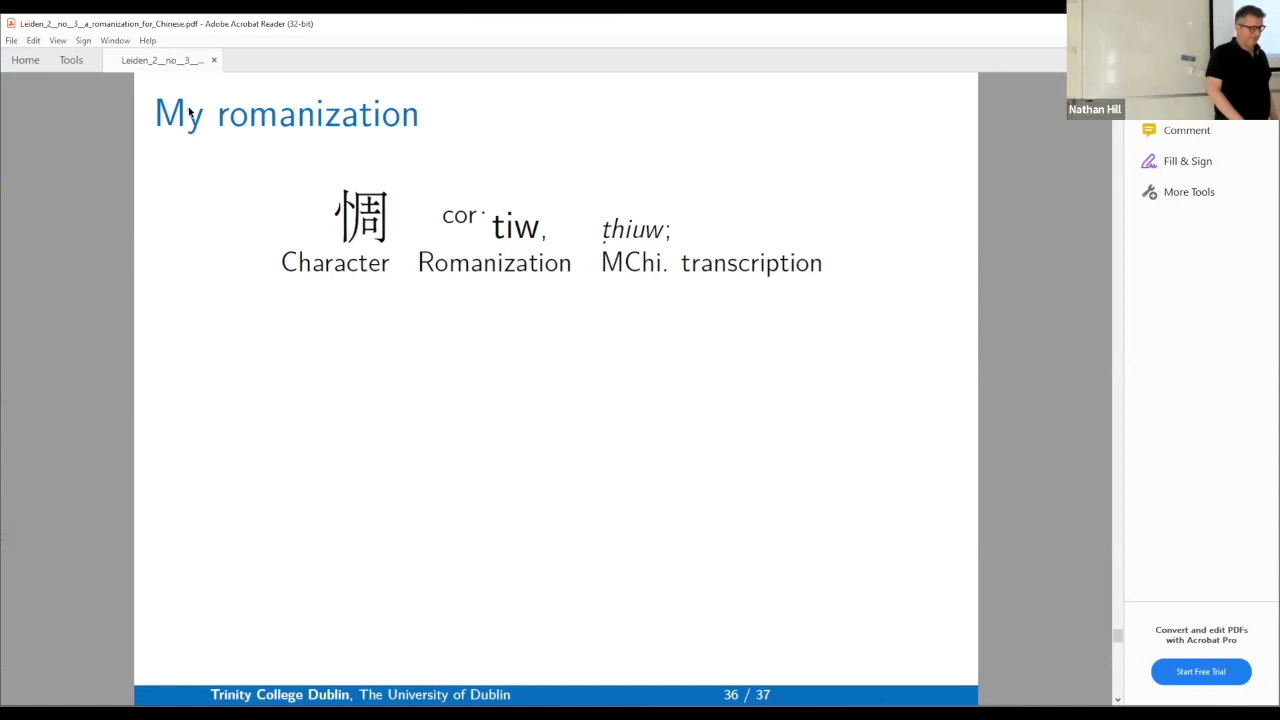 Leiden_2__no__3__a_romanization_for_Chinese.pdf - Adobe Acrobat Reader (32-bit)
File Edit View Sign Window Help
Home Tools Leiden_2__no__3__... ×
Nathan Hill
Comment
Fill & Sign
More Tools
My romanization
惆 cor· tiw, ṭhiuw;
Character Romanization MChi. transcription
Convert and edit PDFs
with Acrobat Pro
Start Free Trial
Trinity College Dublin, The University of Dublin 36 / 37